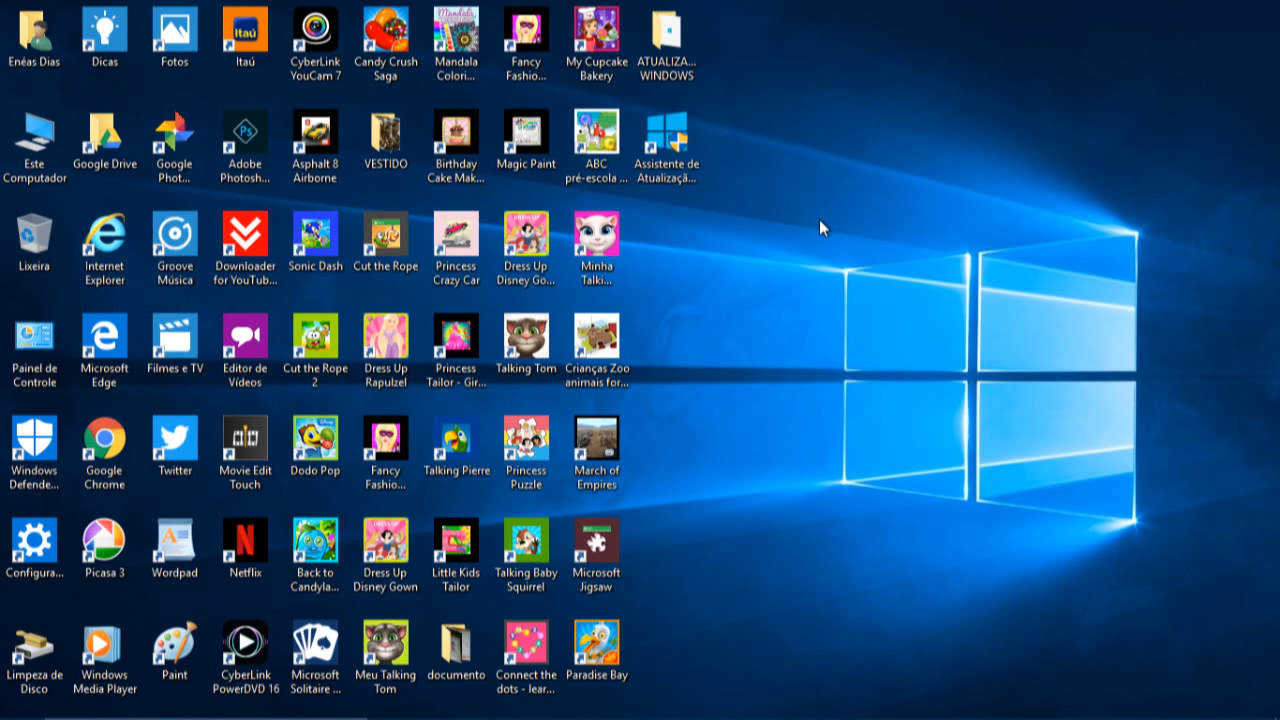 Enéas Dias
Dicas
Fotos
Itaú
CyberLink
YouCam 7
Candy Crush
Saga
Mandala
Colori...
Fancy
Fashio...
My Cupcake
Bakery
ATUALIZA...
WINDOWS
Este
Computador
Google Drive
Google
Phot...
Adobe
Photosh...
Asphalt 8
Airborne
VESTIDO
Birthday
Cake Mak...
Magic Paint
ABC
pré-escola ...
Assistente de
Atualizaçã...
Lixeira
Internet
Explorer
Groove
Música
Downloader
for YouTub...
Sonic Dash
Cut the Rope
Princess
Crazy Car
Dress Up
Disney Go...
Minha
Talki...
Painel de
Controle
Microsoft
Edge
Filmes e TV
Editor de
Vídeos
Cut the Rope
2
Dress Up
Rapulzel
Princess
Tailor - Gir...
Talking Tom
Crianças Zoo
animais for...
Windows
Defende...
Google
Chrome
Twitter
Movie Edit
Touch
Dodo Pop
Fancy
Fashio...
Talking Pierre
Princess
Puzzle
March of
Empires
Configura...
Picasa 3
Wordpad
Netflix
Back to
Candyla...
Dress Up
Disney Gown
Little Kids
Tailor
Talking Baby
Squirrel
Microsoft
Jigsaw
Limpeza de
Disco
Windows
Media Player
Paint
CyberLink
PowerDVD 16
Microsoft
Solitaire ...
Meu Talking
Tom
documento
Connect the
dots - lear...
Paradise Bay